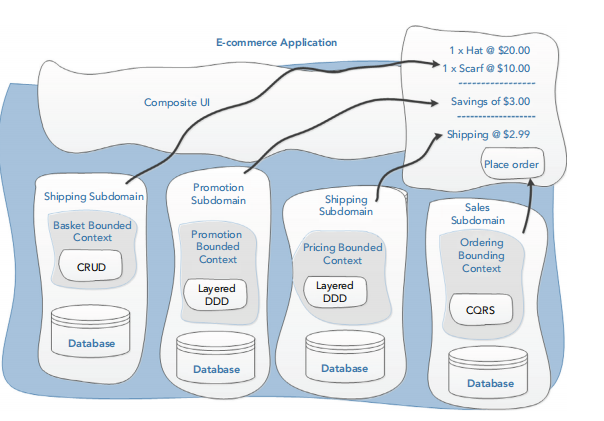 E-commerce Application
1 x Hat @ $20.00
1 x Scarf @ $10.00
-------------------
Savings of $3.00
-------------------
Shipping @ $2.99
Place order
Composite UI
Shipping Subdomain
Basket Bounded
Context
CRUD
Database
Promotion
Subdomain
Promotion
Bounded
Context
Layered
DDD
Database
Shipping
Subdomain
Pricing Bounded
Context
Layered
DDD
Database
Sales
Subdomain
Ordering
Bounding
Context
CQRS
Database